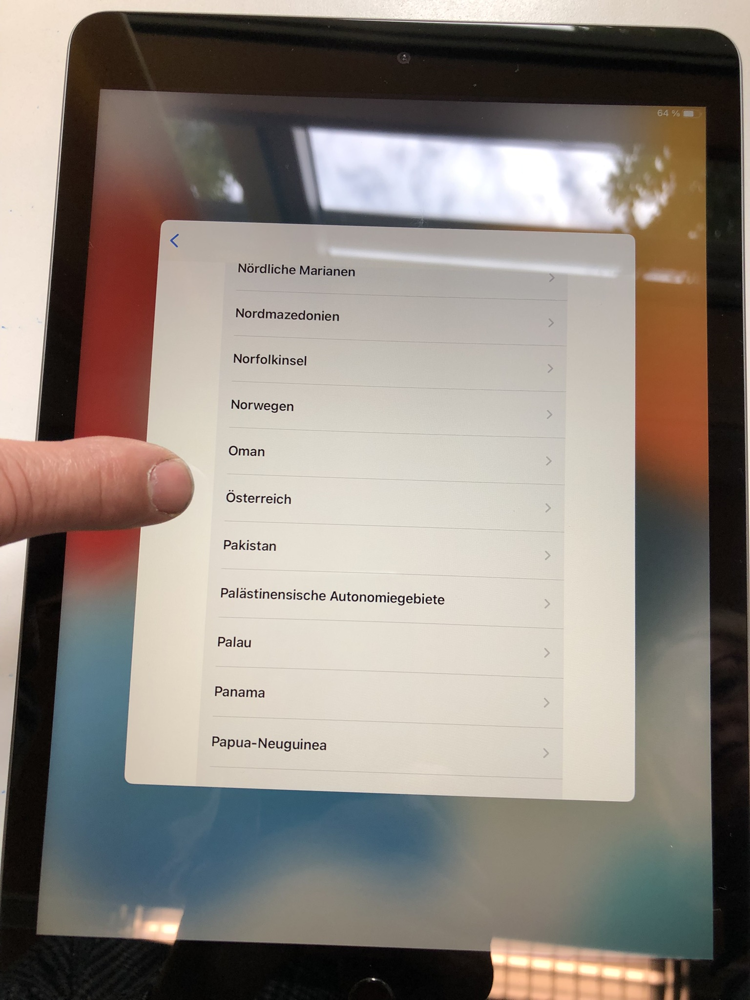 64 %
Nördliche Marianen
Nordmazedonien
Norfolkinsel
Norwegen
Oman
Österreich
Pakistan
Palästinensische Autonomiegebiete
Palau
Panama
Papua-Neuguinea